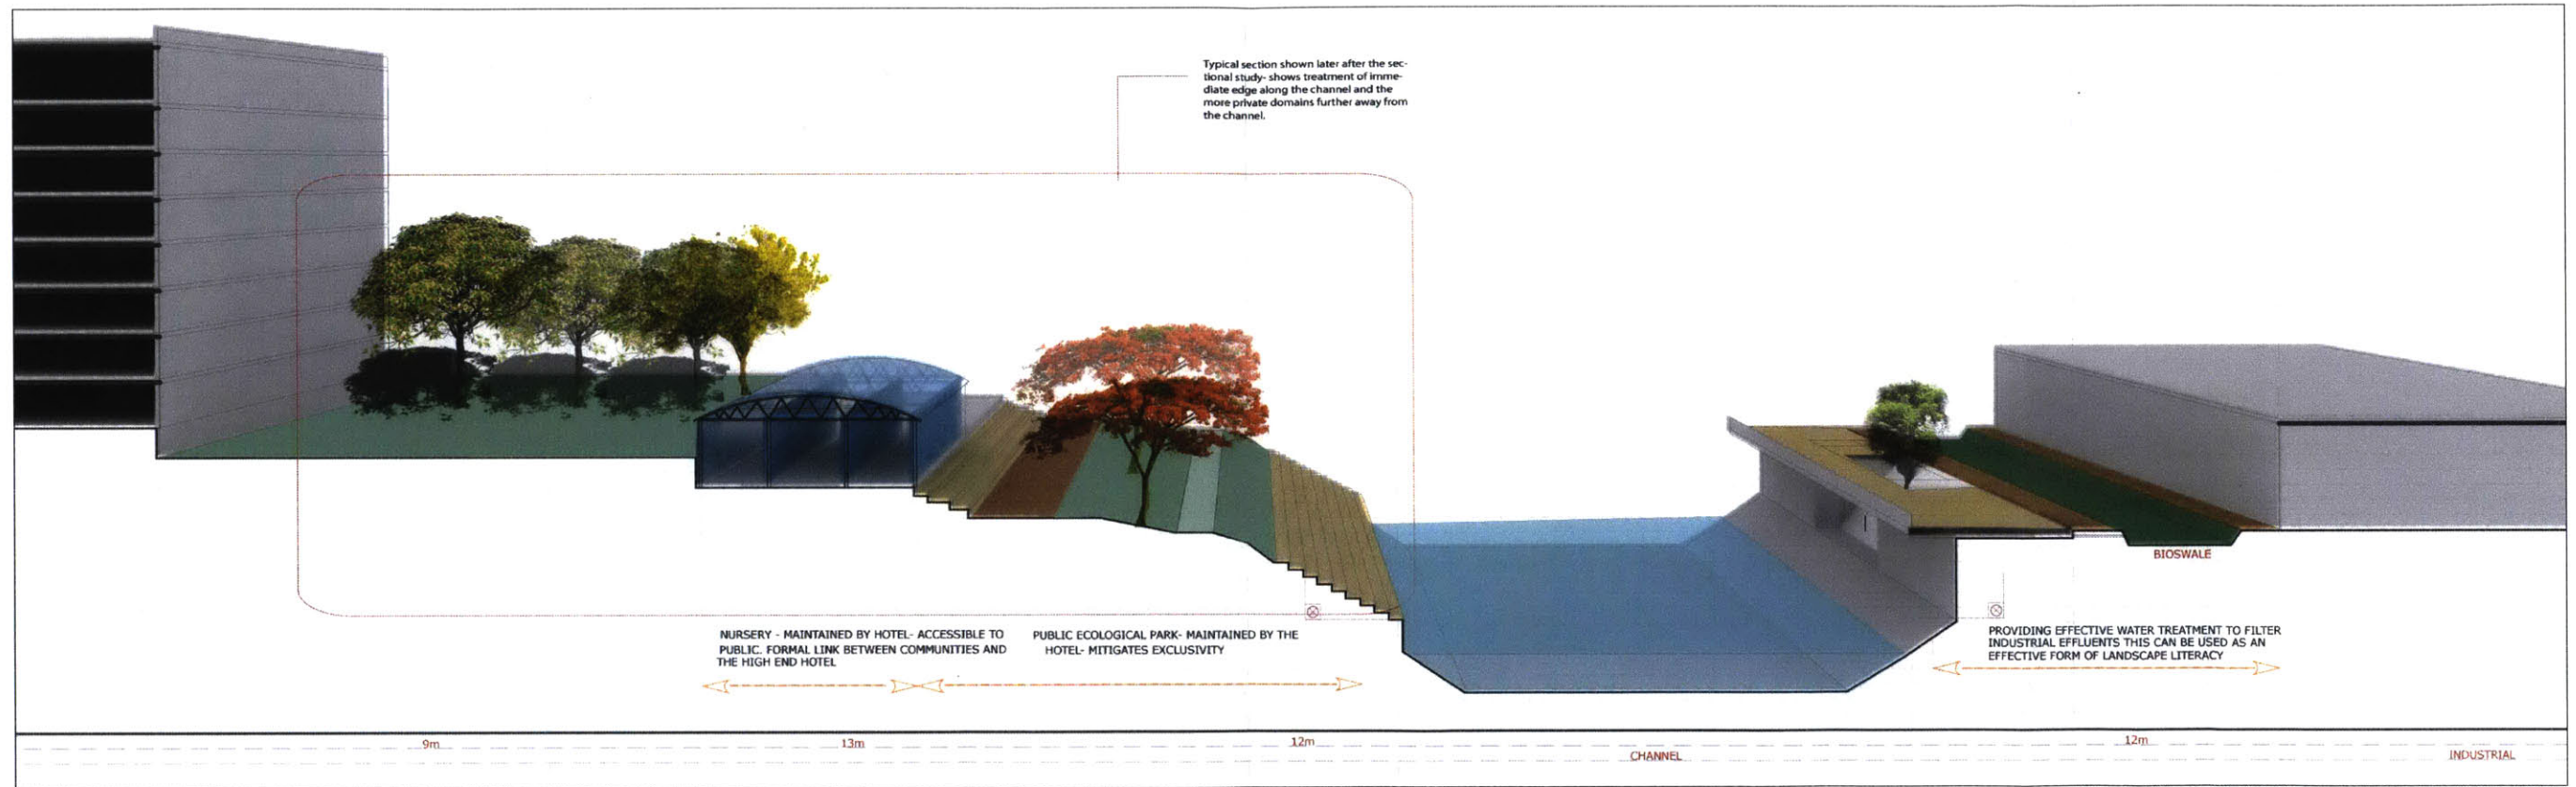 Typical section shown later after the sec-
tional study- shows treatment of imme-
diate edge along the channel and the
more private domains further away from
the channel.
BIOSWALE
NURSERY - MAINTAINED BY HOTEL- ACCESSIBLE TO
PUBLIC. FORMAL LINK BETWEEN COMMUNITIES AND
THE HIGH END HOTEL
PUBLIC ECOLOGICAL PARK- MAINTAINED BY THE
HOTEL- MITIGATES EXCLUSIVITY
PROVIDING EFFECTIVE WATER TREATMENT TO FILTER
INDUSTRIAL EFFLUENTS THIS CAN BE USED AS AN
EFFECTIVE FORM OF LANDSCAPE LITERACY
9m
13m
12m
CHANNEL
12m
INDUSTRIAL